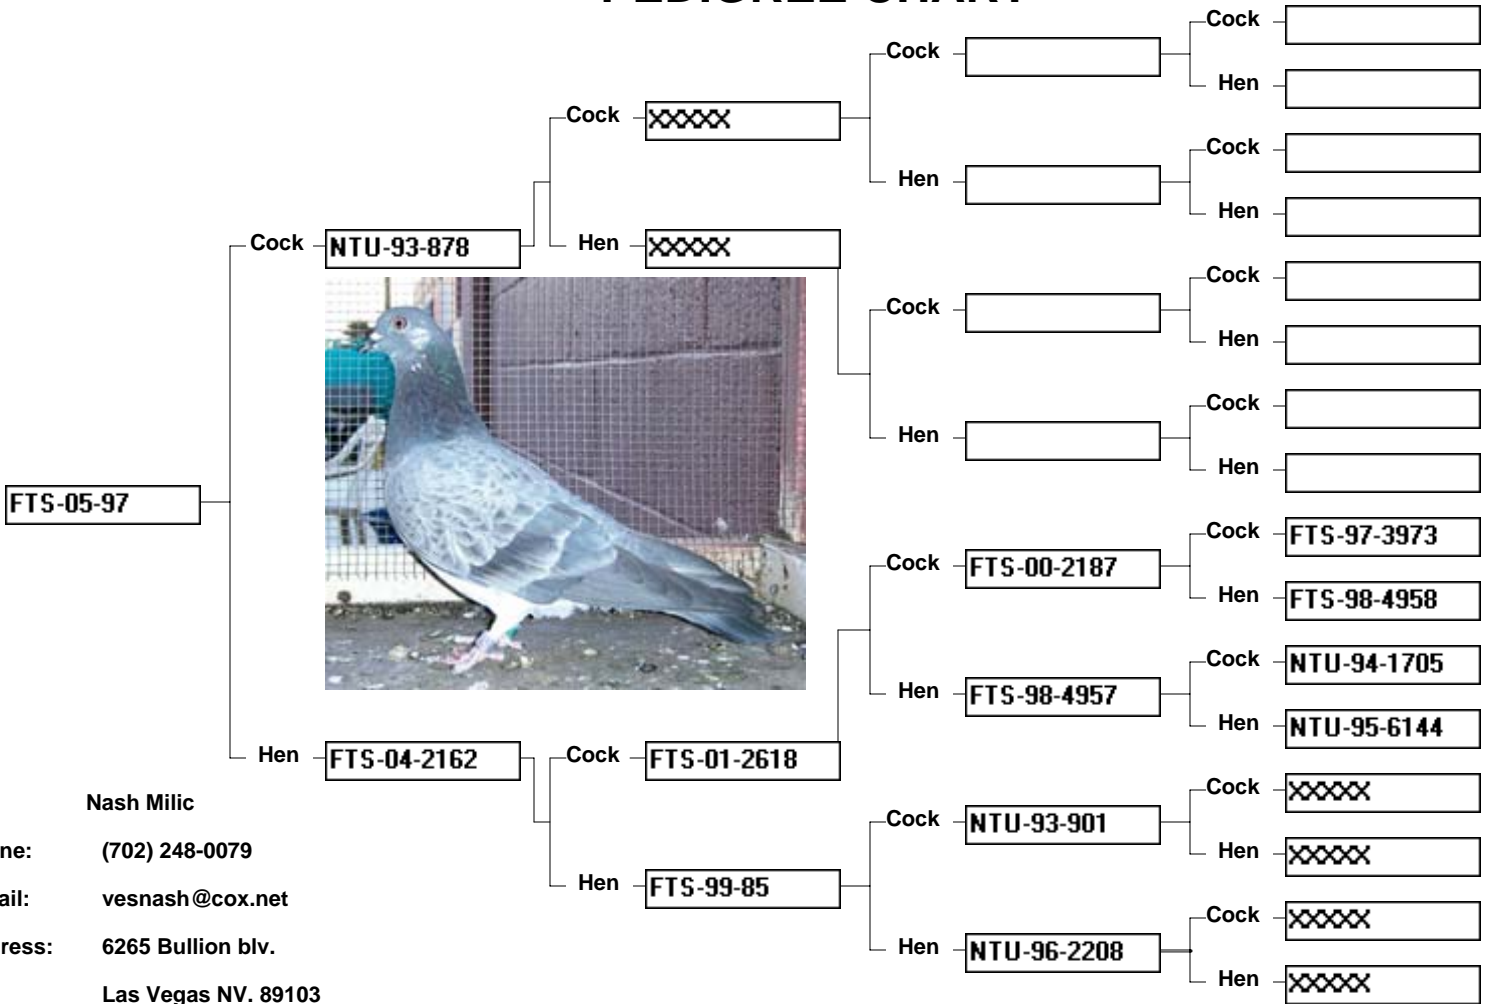 PEDIGREE CHART
Cock
Hen
Cock
Cock XXXXX
Cock
Hen
Hen
Cock NTU-93-878
Hen XXXXX
Cock
Hen
Cock
Cock
Hen
Hen
FTS-05-97
Cock FTS-97-3973
Cock FTS-00-2187
Hen FTS-98-4958
Cock NTU-94-1705
Hen FTS-98-4957
Hen NTU-95-6144
Hen FTS-04-2162
Cock FTS-01-2618
Cock XXXXX
Cock NTU-93-901
Hen XXXXX
Hen FTS-99-85
Cock XXXXX
Hen NTU-96-2208
Hen XXXXX
Nash Milic
ne: (702) 248-0079
ail: vesnash@cox.net
ress: 6265 Bullion blv.
Las Vegas NV. 89103